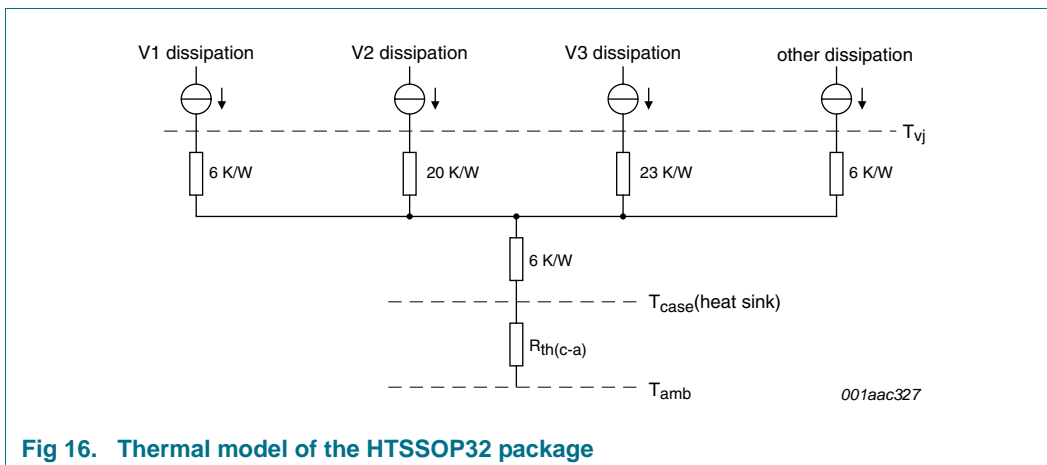 V1 dissipation
V2 dissipation
V3 dissipation
other dissipation
Tvj
6 K/W
20 K/W
23 K/W
6 K/W
6 K/W
Tcase(heat sink)
Rth(c-a)
Tamb
001aac327
Fig 16. Thermal model of the HTSSOP32 package